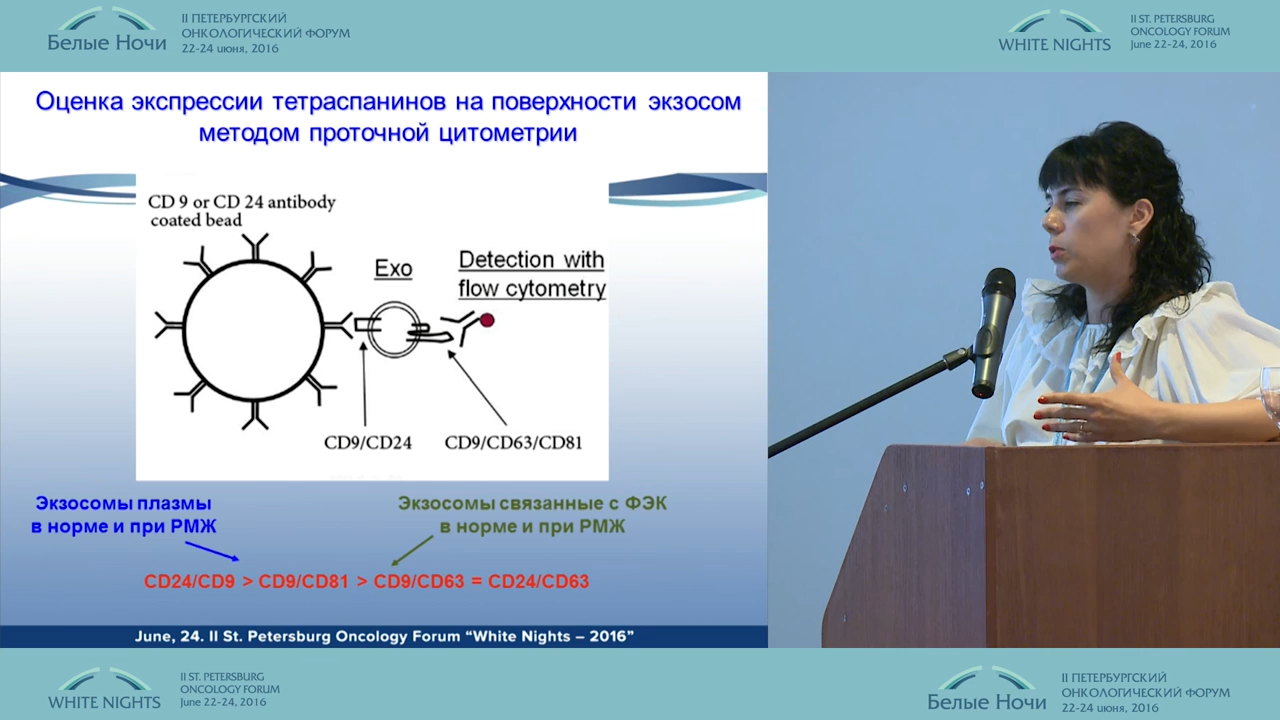 Белые Ночи
II ПЕТЕРБУРГСКИЙ
ОНКОЛОГИЧЕСКИЙ ФОРУМ
22-24 июня, 2016
WHITE NIGHTS
II ST. PETERSBURG
ONCOLOGY FORUM
June 22-24, 2016
Оценка экспрессии тетраспанинов на поверхности экзосом
методом проточной цитометрии
CD 9 or CD 24 antibody
coated bead
Exo
Detection with
flow cytometry
CD9/CD24
CD9/CD63/CD81
Экзосомы плазмы
в норме и при РМЖ
Экзосомы связанные с ФЭК
в норме и при РМЖ
CD24/CD9 > CD9/CD81 > CD9/CD63 = CD24/CD63
June, 24. II St. Petersburg Oncology Forum “White Nights – 2016”
WHITE NIGHTS
II ST. PETERSBURG
ONCOLOGY FORUM
June 22-24, 2016
Белые Ночи
II ПЕТЕРБУРГСКИЙ
ОНКОЛОГИЧЕСКИЙ ФОРУМ
22-24 июня, 2016